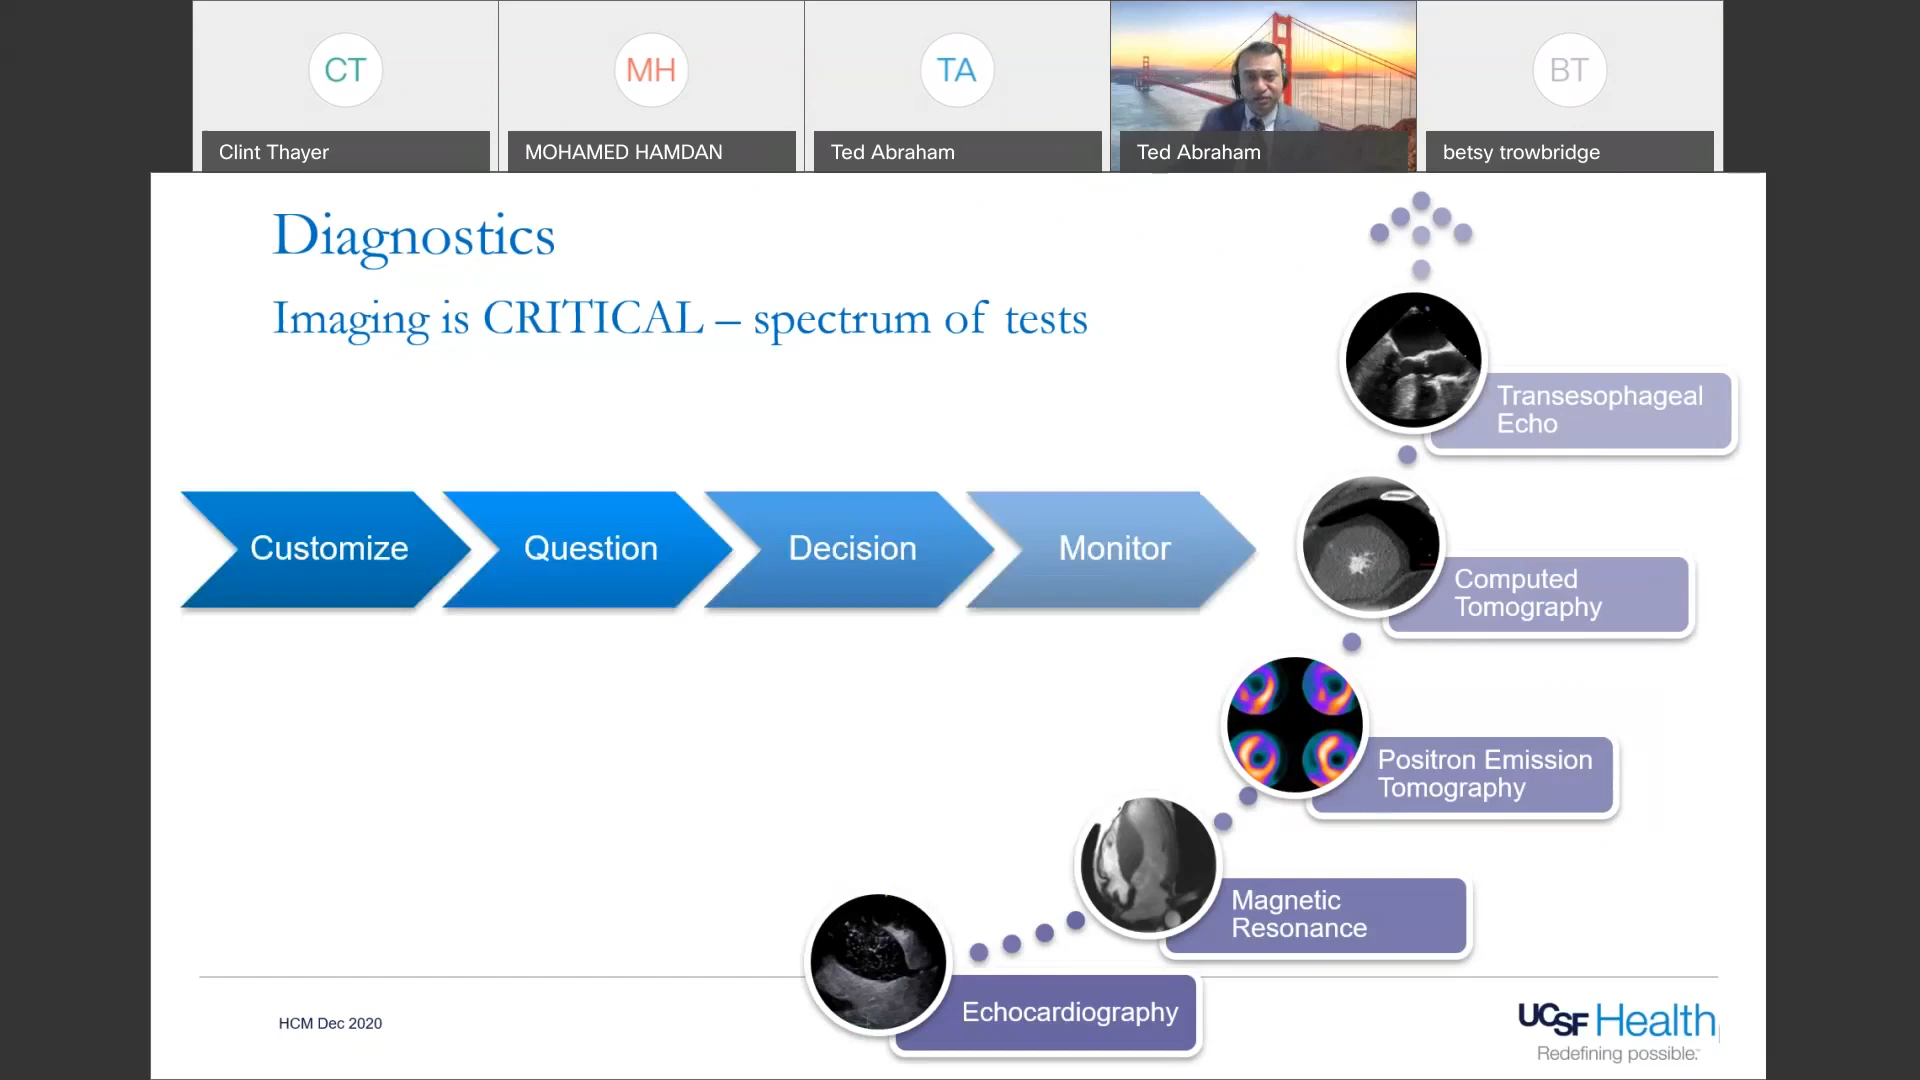 CT
MH
TA
BT
Clint Thayer
MOHAMED HAMDAN
Ted Abraham
Ted Abraham
betsy trowbridge
Diagnostics
Imaging is CRITICAL – spectrum of tests
Transesophageal
Echo
Customize
Question
Decision
Monitor
Computed
Tomography
Positron Emission
Tomography
Magnetic
Resonance
Echocardiography
HCM Dec 2020
UCSF Health
Redefining possible.™